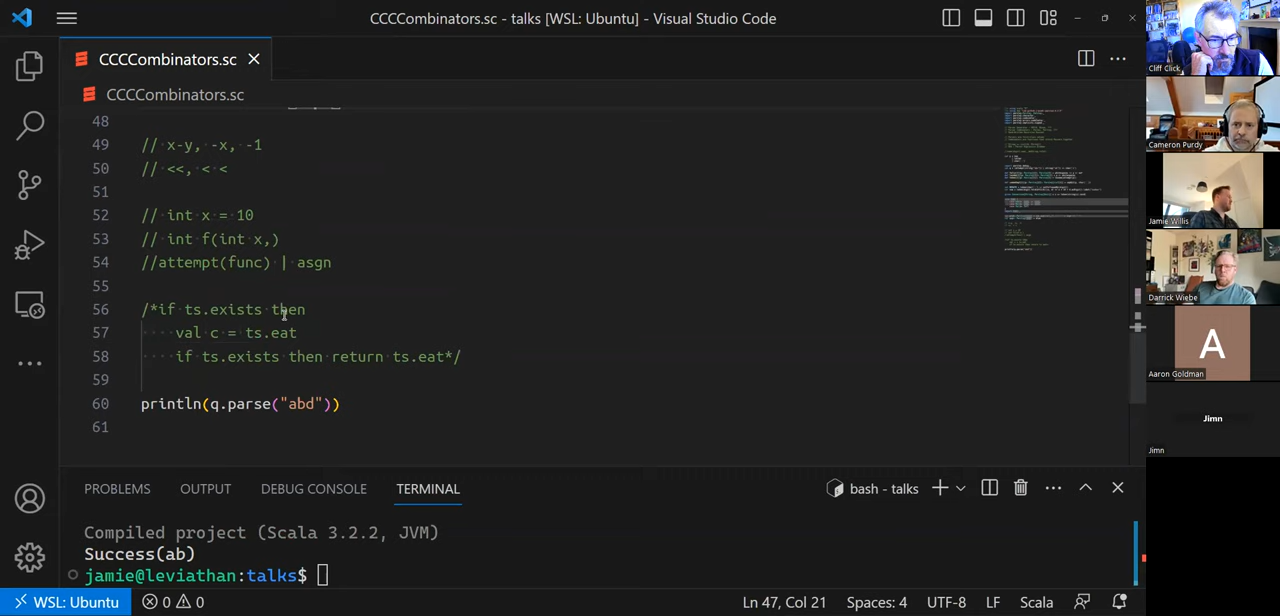 CCCCombinators.sc - talks [WSL: Ubuntu] - Visual Studio Code
CCCCombinators.sc
CCCCombinators.sc
48
49 // x-y, -x, -1
50 // <<, < <
51
52 // int x = 10
53 // int f(int x,)
54 //attempt(func) | asgn
55
56 /*if ts.exists then
57 val c = ts.eat
58 if ts.exists then return ts.eat*/
59
60 println(q.parse("abd"))
61
PROBLEMS OUTPUT DEBUG CONSOLE TERMINAL bash - talks
Compiled project (Scala 3.2.2, JVM)
Success(ab)
jamie@leviathan:talks$
WSL: Ubuntu 0 0 Ln 47, Col 21 Spaces: 4 UTF-8 LF Scala
Cliff Click
Cameron Purdy
Jamie Willis
Darrick Wiebe
A
Aaron Goldman
Jimn
Jimn